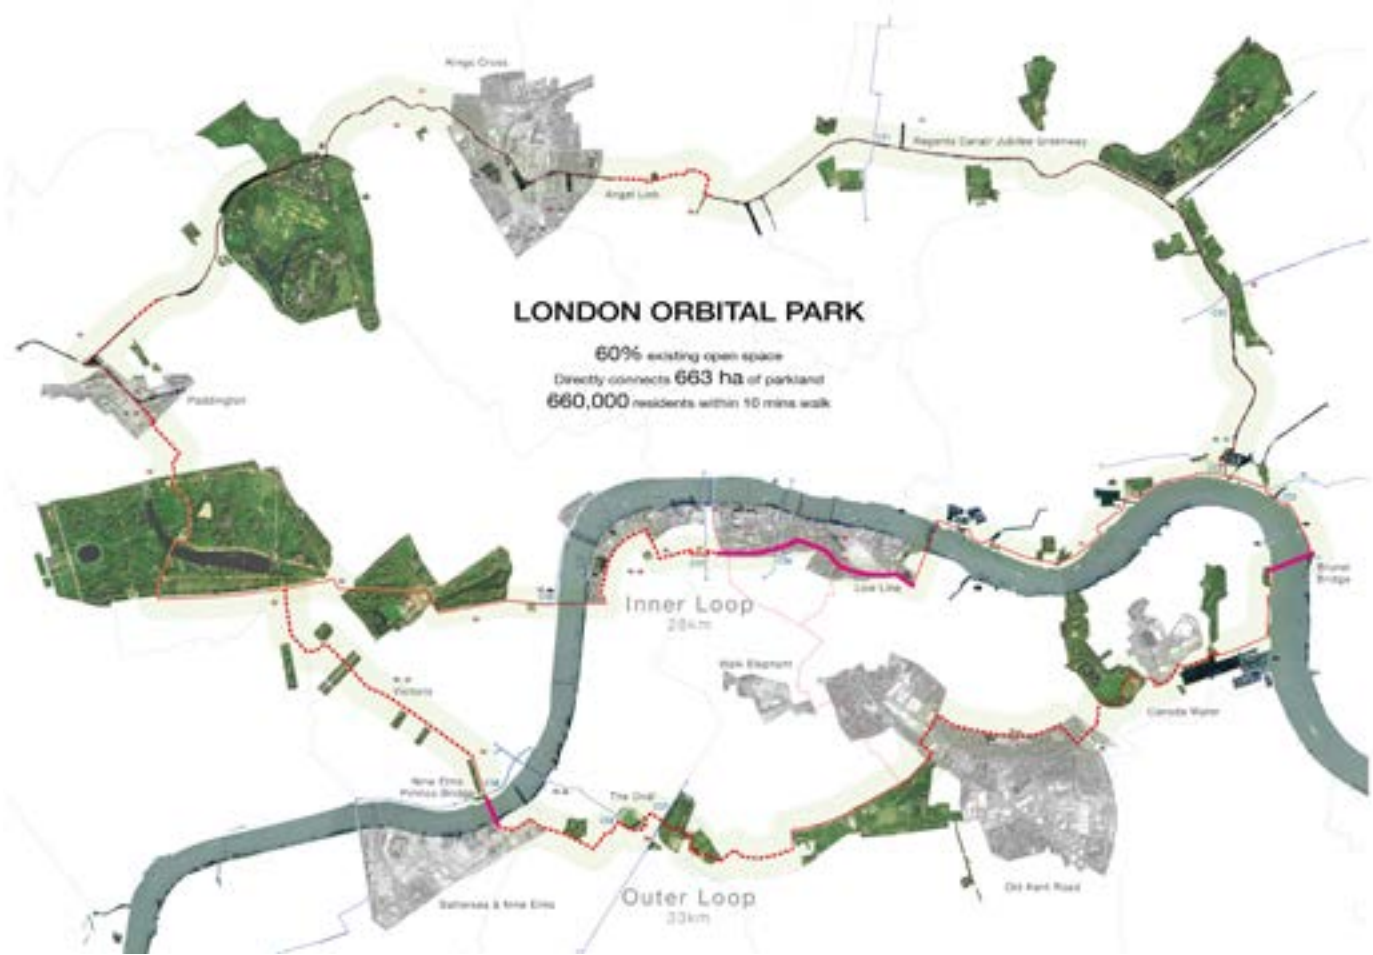 Kings Cross
Regents Canal/ Jubilee Greenway
Angel Link
LONDON ORBITAL PARK
60% existing open space
Directly connects 663 ha of parkland
660,000 residents within 10 mins walk
Paddington
Brunel
Bridge
Low Line
Inner Loop
28km
Walk Elephant
Victoria
Canada Water
Nine Elms
Pimlico Bridge
The Oval
Old Kent Road
Outer Loop
33km
Battersea & Nine Elms